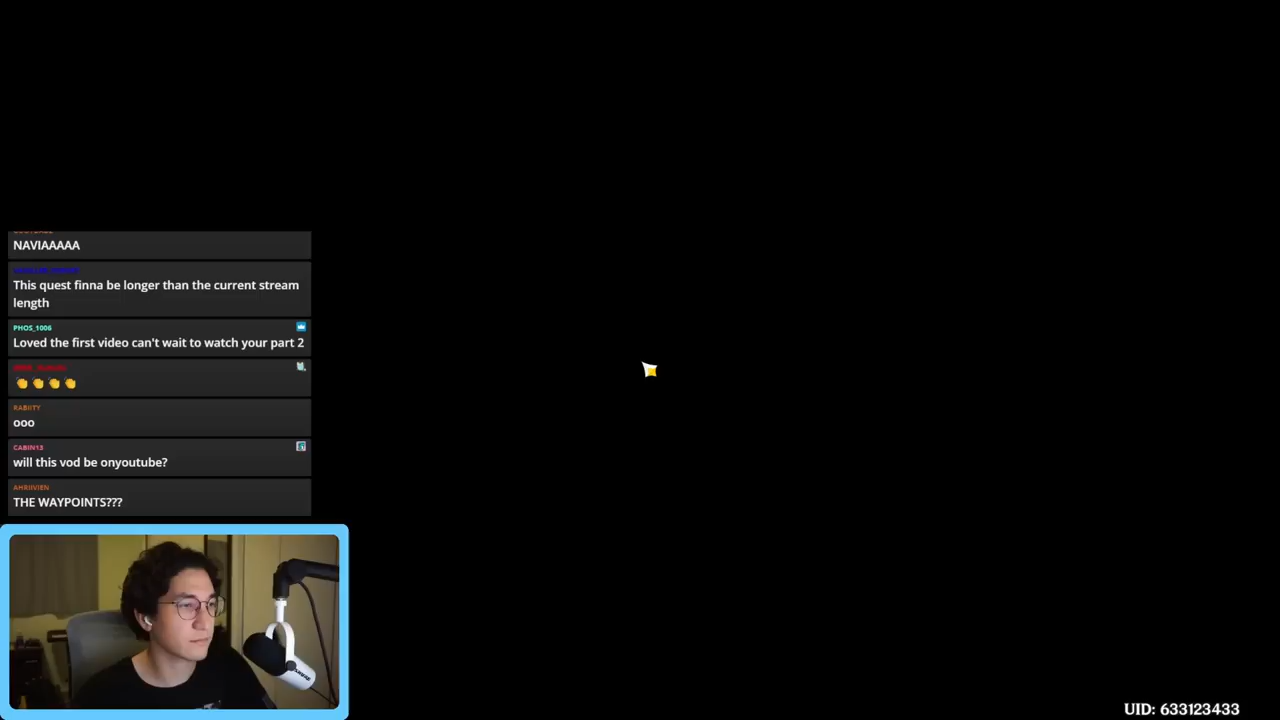 NAVIAAAAA
This quest finna be longer than the current stream
length
PHOS_1006
Loved the first video can't wait to watch your part 2
👏👏👏👏
RABIITY
ooo
CABIN13
will this vod be onyoutube?
AHRIIVIEN
THE WAYPOINTS???
UID: 633123433